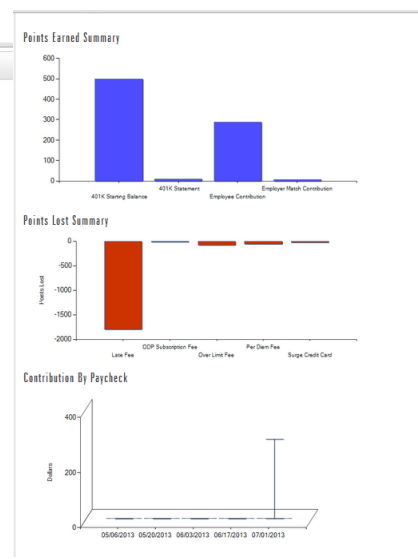 Points Earned Summary
600
500
400
300
200
100
0
401K Statement
Employer Match Contribution
401K Starting Balance
Employee Contribution
Points Lost Summary
0
-500
-1000
-1500
-2000
Points Lost
ODP Subscription Fee
Per Diem Fee
Late Fee
Over Limit Fee
Surge Credit Card
Contribution By Paycheck
400
200
0
Dollars
05/06/2013 05/20/2013 06/03/2013 06/17/2013 07/01/2013